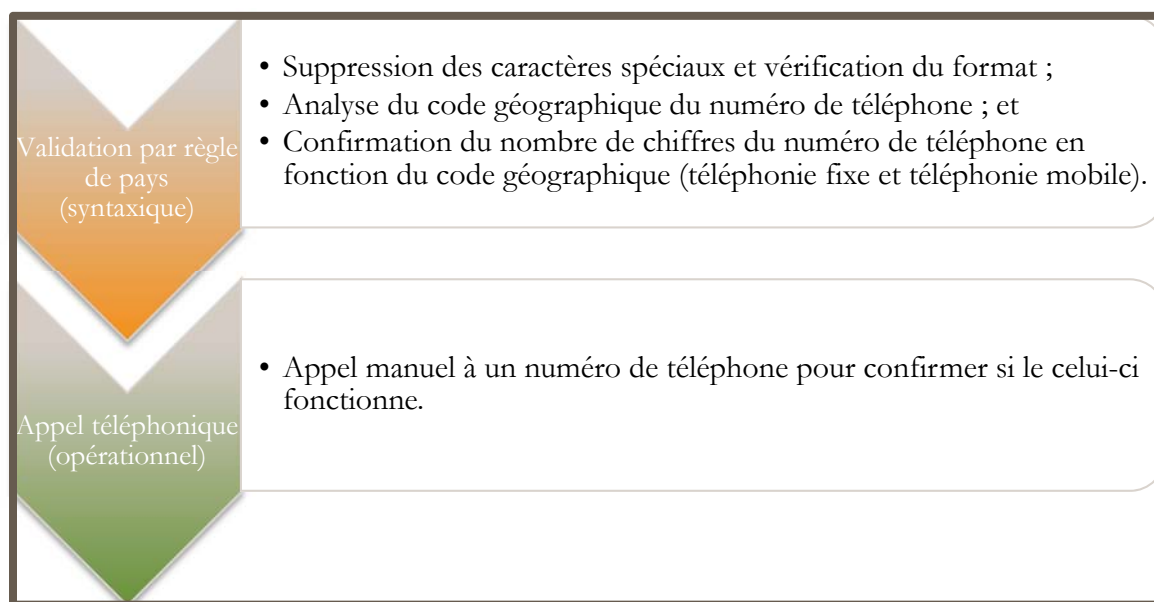 Validation par règle
de pays
(syntaxique)
• Suppression des caractères spéciaux et vérification du format ;
• Analyse du code géographique du numéro de téléphone ; et
• Confirmation du nombre de chiffres du numéro de téléphone en
fonction du code géographique (téléphonie fixe et téléphonie mobile).
Appel téléphonique
(opérationnel)
• Appel manuel à un numéro de téléphone pour confirmer si le celui-ci
fonctionne.